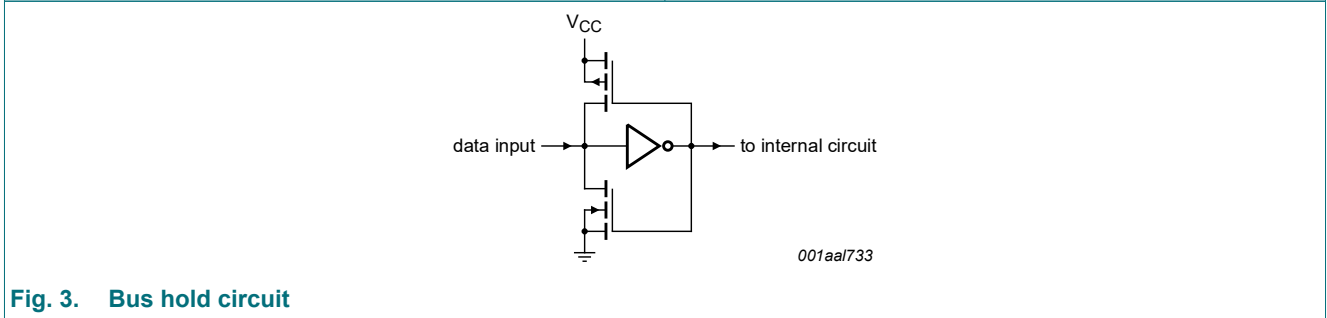 VCC
data input
to internal circuit
001aal733
Fig. 3. Bus hold circuit